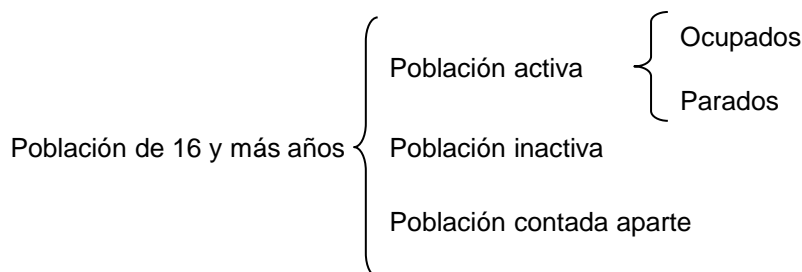 Ocupados
Población activa
Parados
Población de 16 y más años
Población inactiva
Población contada aparte